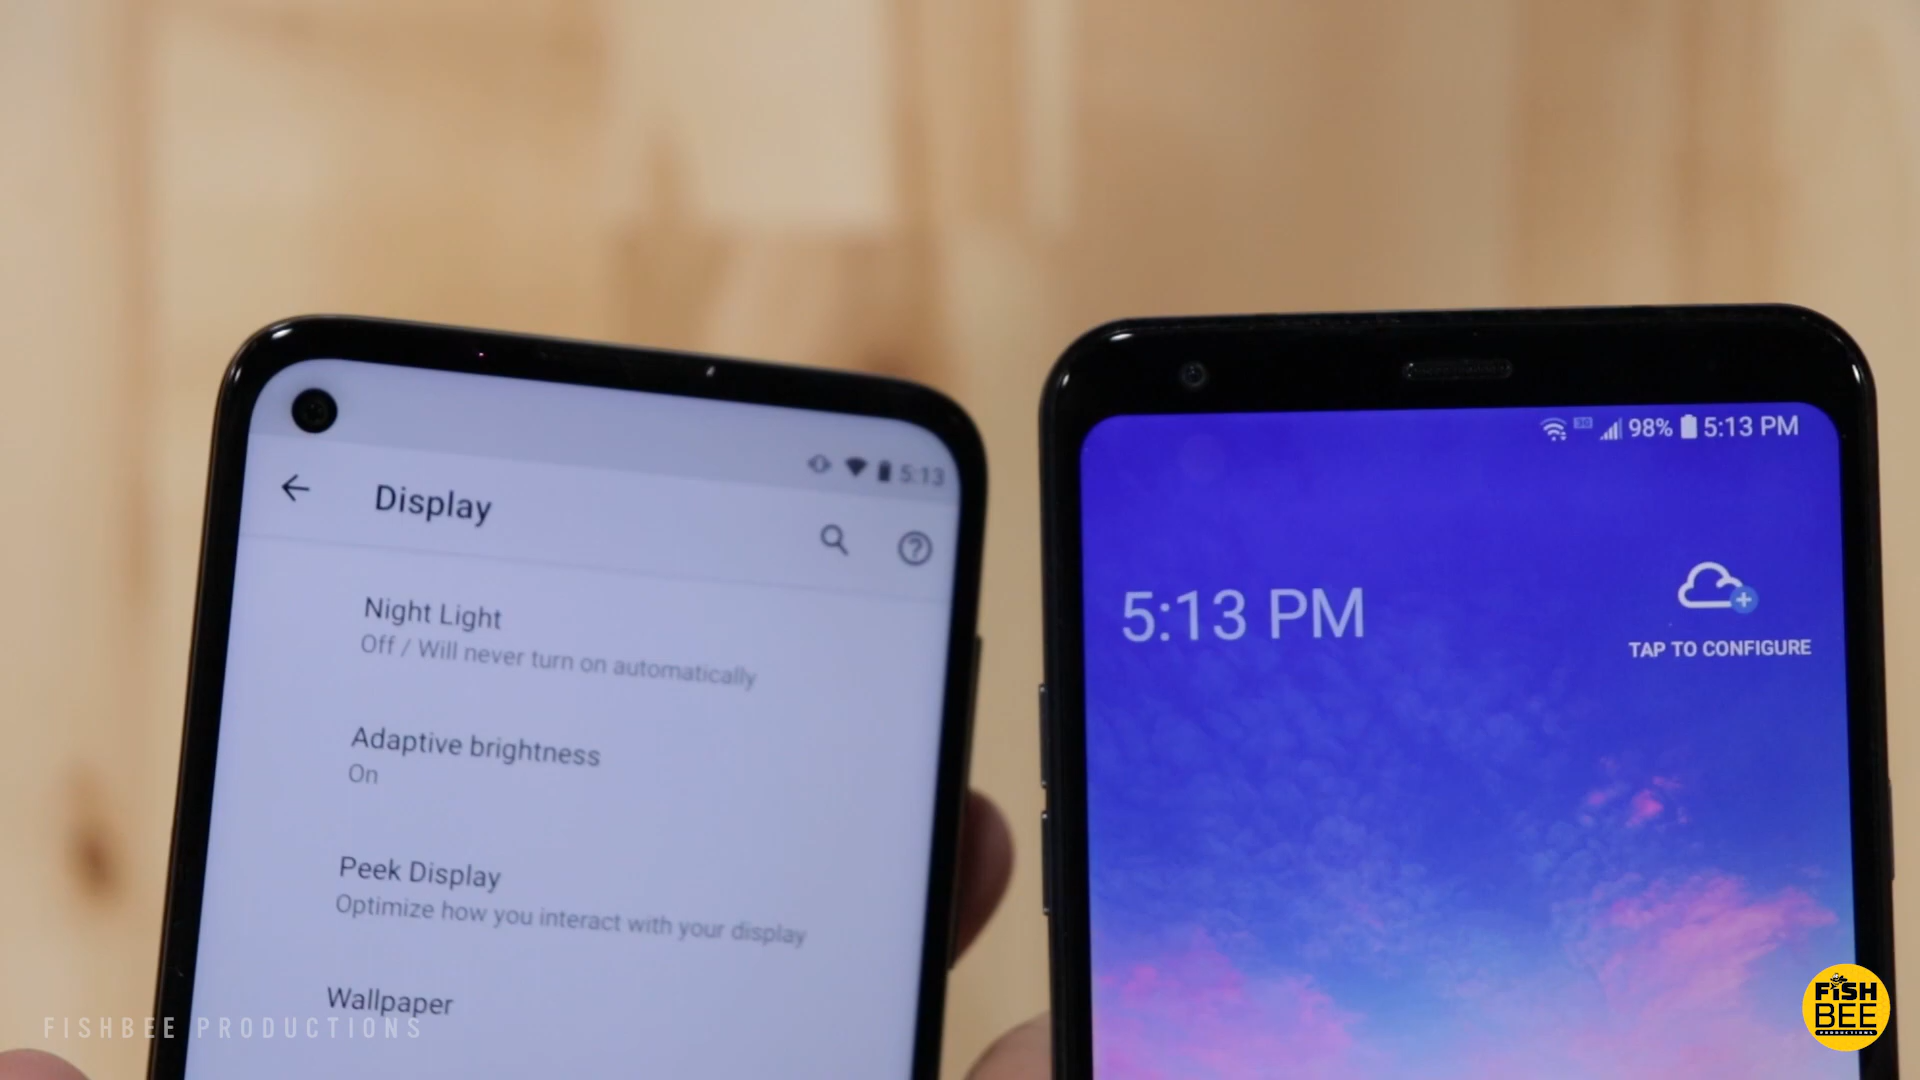 5:13
Display
Night Light
Off / Will never turn on automatically
Adaptive brightness
On
Peek Display
Optimize how you interact with your display
Wallpaper
3G 98% 5:13 PM
5:13 PM
TAP TO CONFIGURE
FISHBEE PRODUCTIONS
FISH
BEE
PRODUCTIONS